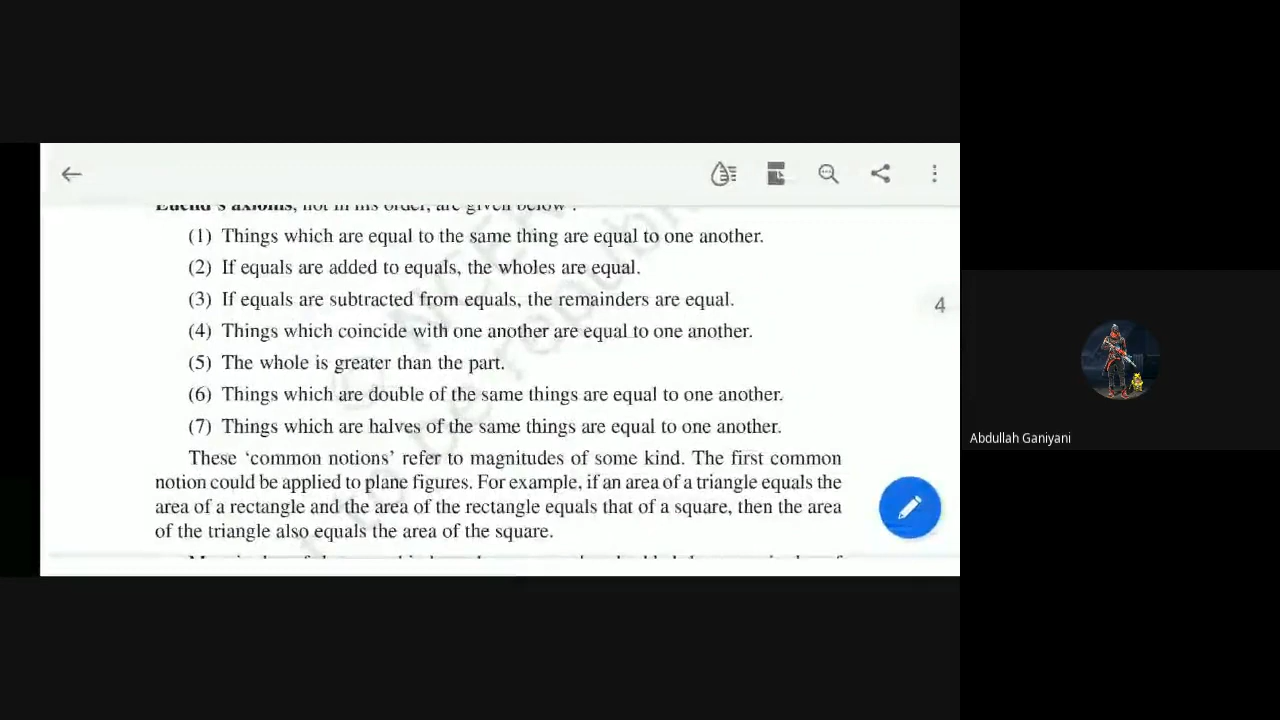 Euclid's axioms, not in his order, are given below :
(1) Things which are equal to the same thing are equal to one another.
(2) If equals are added to equals, the wholes are equal.
(3) If equals are subtracted from equals, the remainders are equal.
4
(4) Things which coincide with one another are equal to one another.
(5) The whole is greater than the part.
(6) Things which are double of the same things are equal to one another.
(7) Things which are halves of the same things are equal to one another.
These ‘common notions’ refer to magnitudes of some kind. The first common
notion could be applied to plane figures. For example, if an area of a triangle equals the
area of a rectangle and the area of the rectangle equals that of a square, then the area
of the triangle also equals the area of the square.
Abdullah Ganiyani